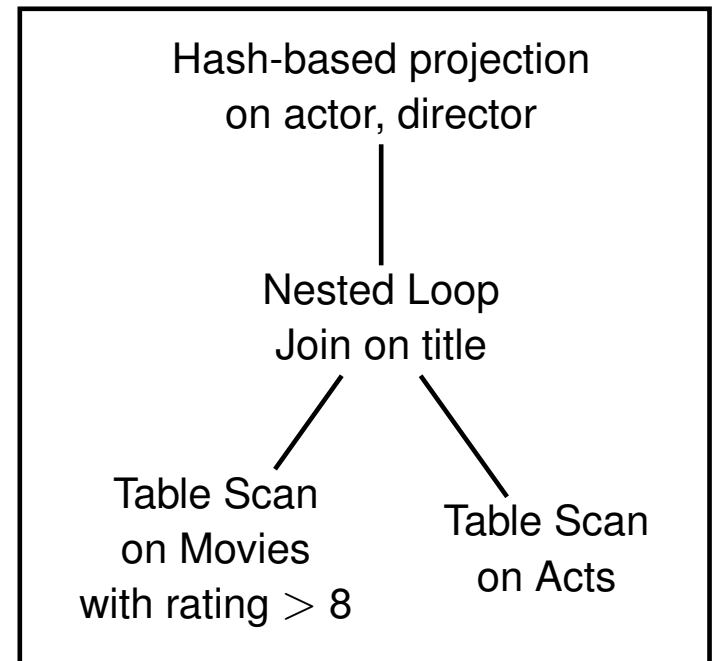 Hash-based projection
on actor, director
Nested Loop
Join on title
Table Scan
on Movies
with rating > 8
Table Scan
on Acts